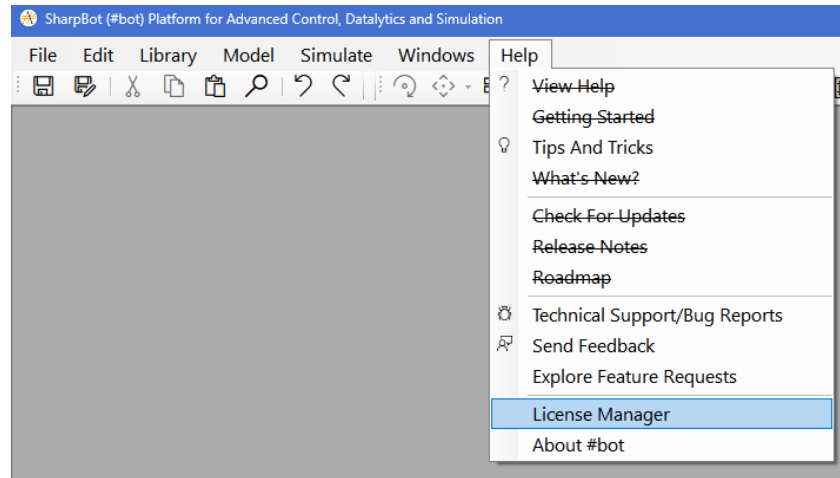 SharpBot (#bot) Platform for Advanced Control, Datalytics and Simulation
File Edit Library Model Simulate Windows Help
View Help
Getting Started
Tips And Tricks
What's New?
Check For Updates
Release Notes
Roadmap
Technical Support/Bug Reports
Send Feedback
Explore Feature Requests
License Manager
About #bot